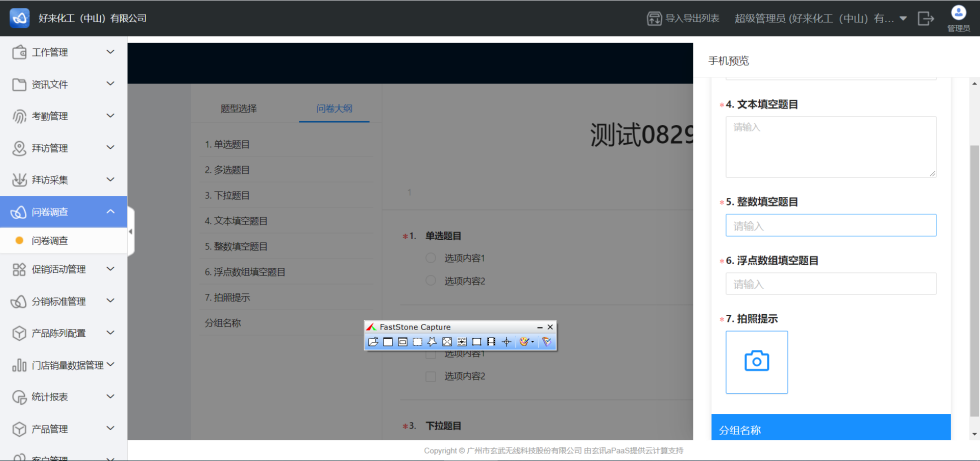 好来化工（中山）有限公司
导入导出列表
超级管理员 (好来化工（中山）有...
管理员
工作管理
资讯文件
考勤管理
拜访管理
拜访采集
问卷调查
问卷调查
促销活动管理
分销标准管理
产品陈列配置
门店销量数据管理
统计报表
产品管理
客户管理
题型选择
问卷大纲
1. 单选题目
2. 多选题目
3. 下拉题目
4. 文本填空题目
5. 整数填空题目
6. 浮点数组填空题目
7. 拍照提示
分组名称
测试0829
1
*1. 单选题目
选项内容1
选项内容2
FastStone Capture
选项内容1
选项内容2
*3. 下拉题目
手机预览
*4. 文本填空题目
请输入
*5. 整数填空题目
请输入
*6. 浮点数组填空题目
请输入
*7. 拍照提示
分组名称
Copyright © 广州市玄武无线科技股份有限公司 由玄讯aPaaS提供云计算支持